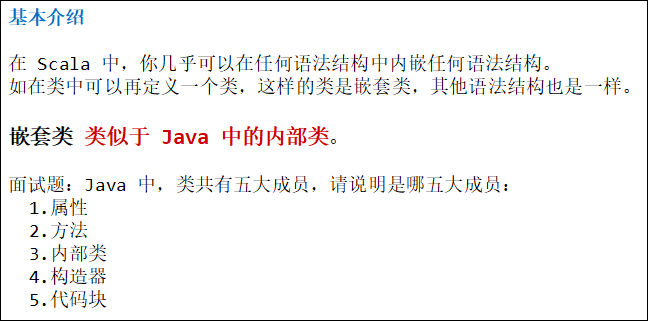 基本介绍
在 Scala 中，你几乎可以在任何语法结构中内嵌任何语法结构。
如在类中可以再定义一个类，这样的类是嵌套类，其他语法结构也是一样。
嵌套类 类似于 Java 中的内部类。
面试题：Java 中，类共有五大成员，请说明是哪五大成员：
1.属性
2.方法
3.内部类
4.构造器
5.代码块